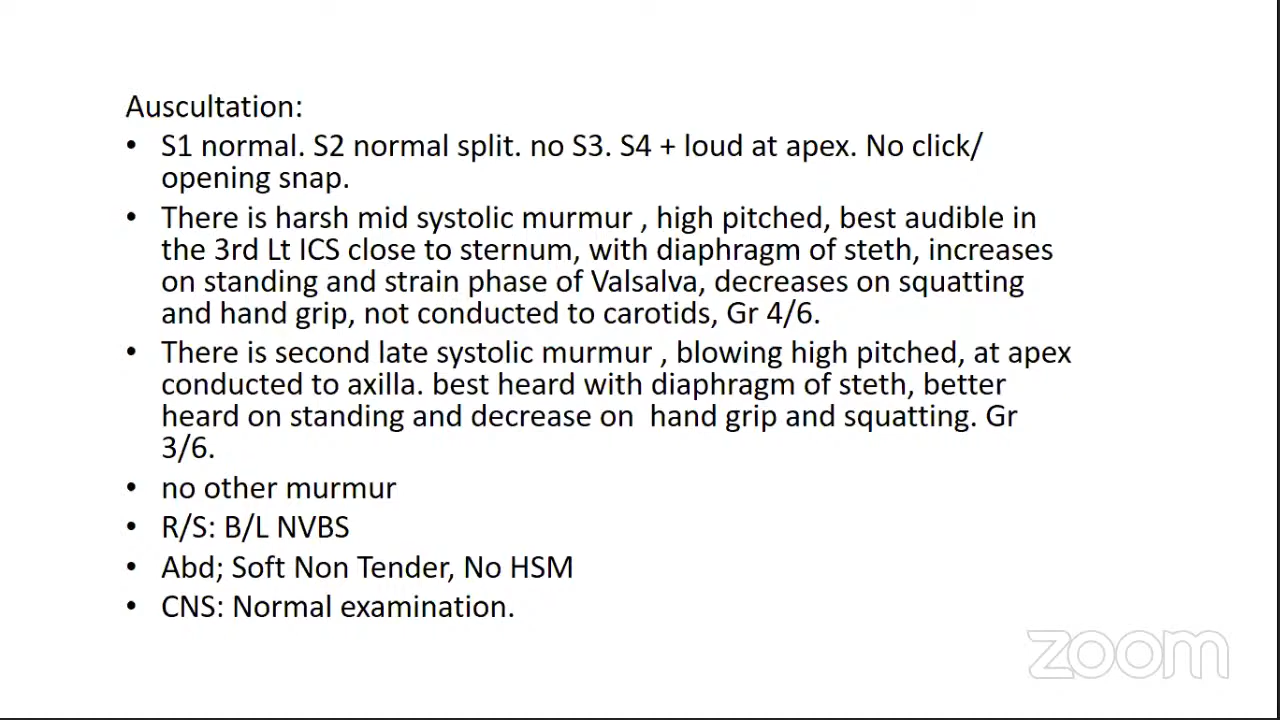 Auscultation:
• S1 normal. S2 normal split. no S3. S4 + loud at apex. No click/
opening snap.
• There is harsh mid systolic murmur , high pitched, best audible in
the 3rd Lt ICS close to sternum, with diaphragm of steth, increases
on standing and strain phase of Valsalva, decreases on squatting
and hand grip, not conducted to carotids, Gr 4/6.
• There is second late systolic murmur , blowing high pitched, at apex
conducted to axilla. best heard with diaphragm of steth, better
heard on standing and decrease on  hand grip and squatting. Gr
3/6.
• no other murmur
• R/S: B/L NVBS
• Abd; Soft Non Tender, No HSM
• CNS: Normal examination.
zoom